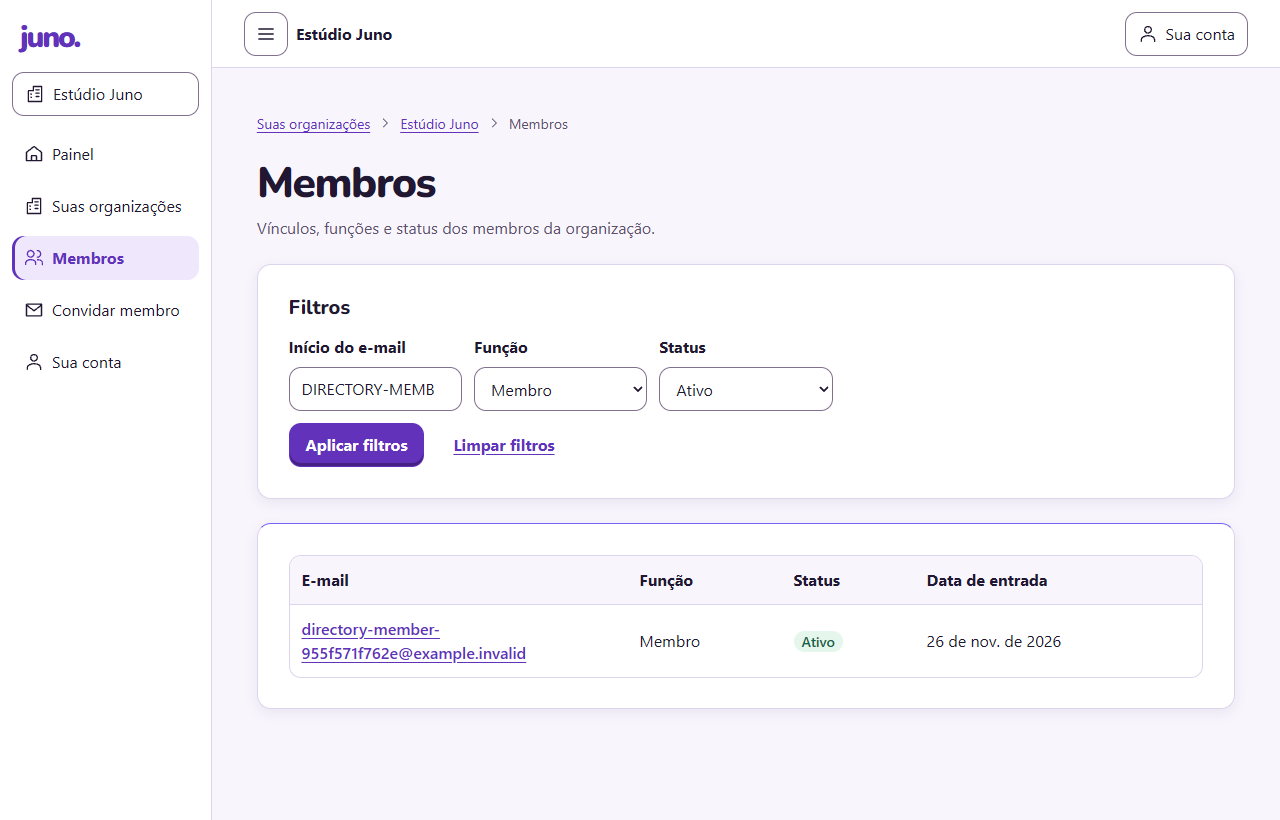 juno.
Estúdio Juno
Painel
Suas organizações
Membros
Convidar membro
Sua conta
Estúdio Juno
Sua conta
Suas organizações > Estúdio Juno > Membros
Membros
Vínculos, funções e status dos membros da organização.
Filtros
Início do e-mail Função Status
DIRECTORY-MEMB Membro Ativo
Aplicar filtros Limpar filtros
E-mail Função Status Data de entrada
directory-member-
955f571f762e@example.invalid Membro Ativo 26 de nov. de 2026